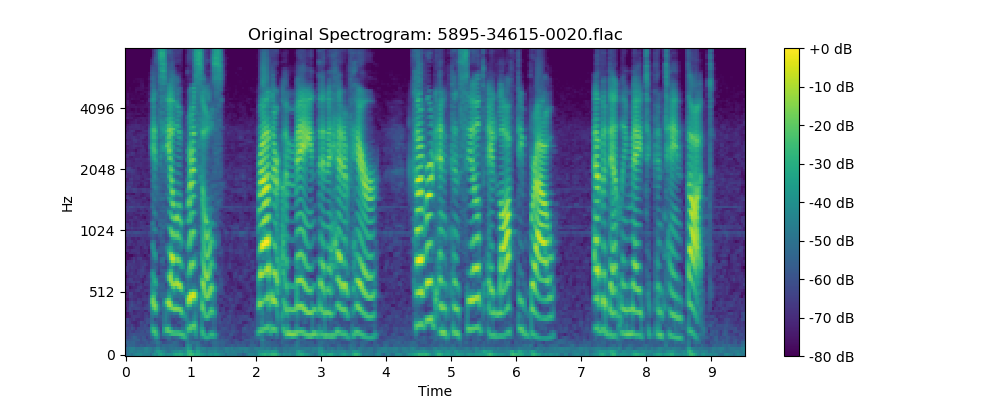 Original Spectrogram: 5895-34615-0020.flac
Hz
4096
2048
1024
512
0
0 1 2 3 4 5 6 7 8 9
Time
+0 dB
-10 dB
-20 dB
-30 dB
-40 dB
-50 dB
-60 dB
-70 dB
-80 dB